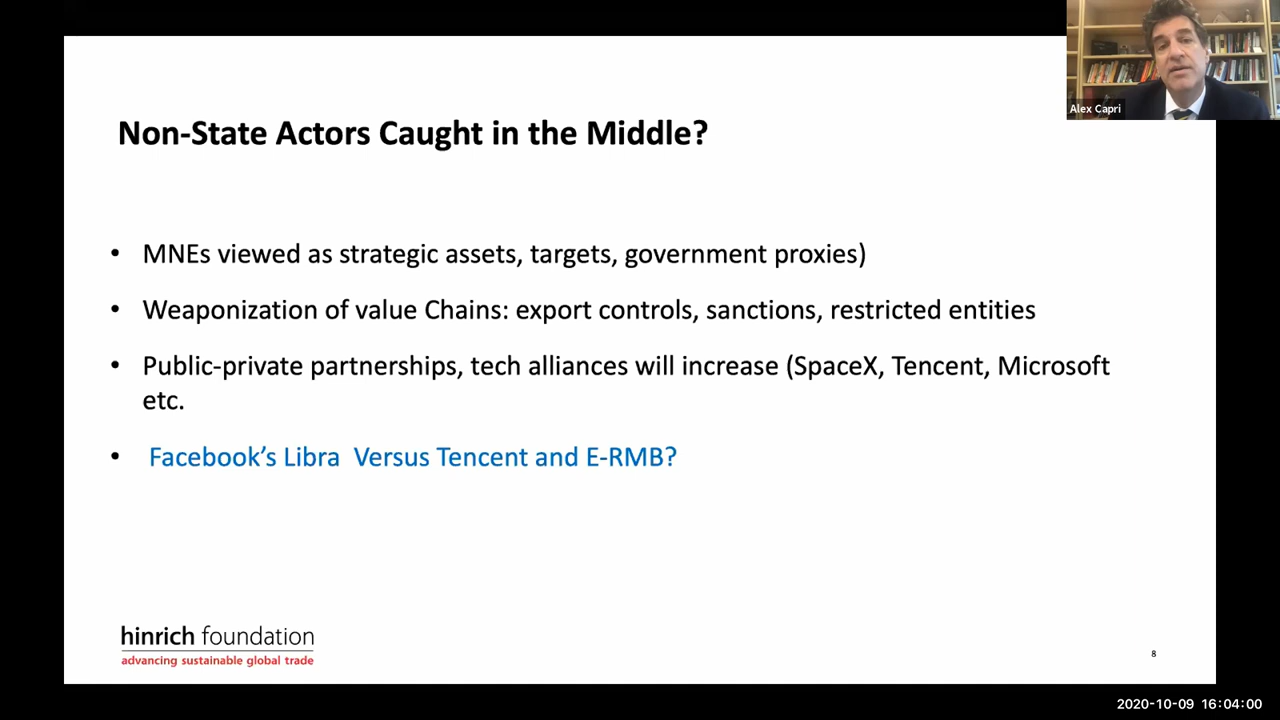 Alex Capri
Non-State Actors Caught in the Middle?
• MNEs viewed as strategic assets, targets, government proxies)
• Weaponization of value Chains: export controls, sanctions, restricted entities
• Public-private partnerships, tech alliances will increase (SpaceX, Tencent, Microsoft
etc.
• Facebook’s Libra  Versus Tencent and E-RMB?
hinrich foundation
advancing sustainable global trade
8
2020-10-09 16:04:00